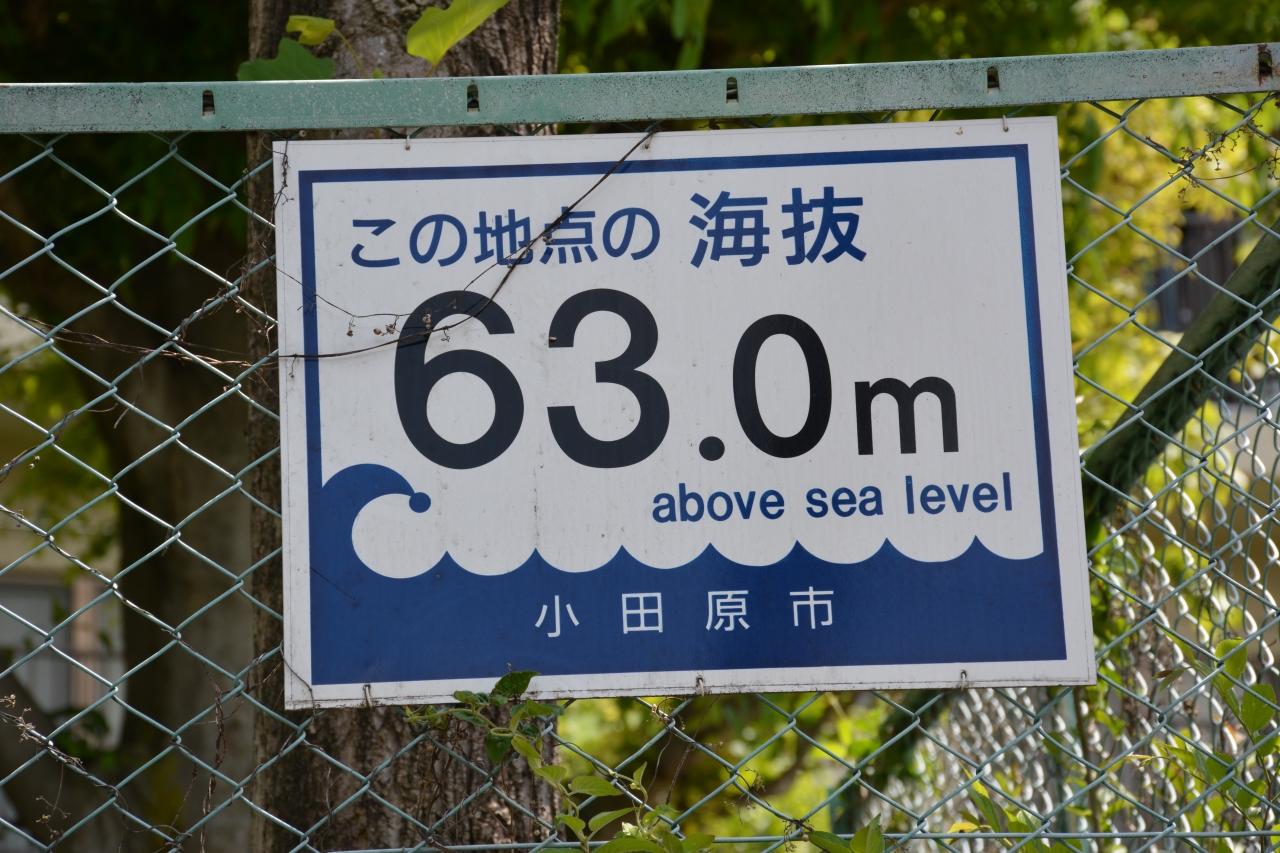 この地点の 海抜
63.0m
above sea level
小田原市